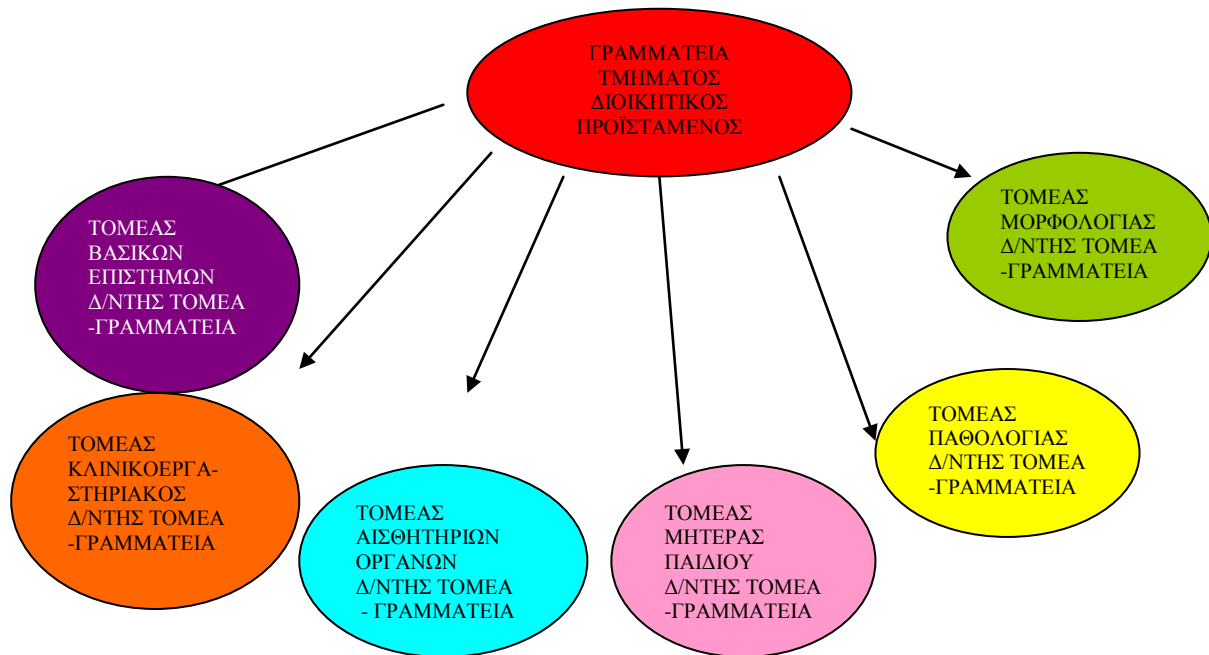 ΓΡΑΜΜΑΤΕΙΑ
ΤΜΗΜΑΤΟΣ
ΔΙΟΙΚΗΤΙΚΟΣ
ΠΡΟΪΣΤΑΜΕΝΟΣ
ΤΟΜΕΑΣ
ΒΑΣΙΚΩΝ
ΕΠΙΣΤΗΜΩΝ
Δ/ΝΤΗΣ ΤΟΜΕΑ
-ΓΡΑΜΜΑΤΕΙΑ
ΤΟΜΕΑΣ
ΜΟΡΦΟΛΟΓΙΑΣ
Δ/ΝΤΗΣ ΤΟΜΕΑ
-ΓΡΑΜΜΑΤΕΙΑ
ΤΟΜΕΑΣ
ΚΛΙΝΙΚΟΕΡΓΑ-
ΣΤΗΡΙΑΚΟΣ
Δ/ΝΤΗΣ ΤΟΜΕΑ
-ΓΡΑΜΜΑΤΕΙΑ
ΤΟΜΕΑΣ
ΑΙΣΘΗΤΗΡΙΩΝ
ΟΡΓΑΝΩΝ
Δ/ΝΤΗΣ ΤΟΜΕΑ
- ΓΡΑΜΜΑΤΕΙΑ
ΤΟΜΕΑΣ
ΜΗΤΕΡΑΣ
ΠΑΙΔΙΟΥ
Δ/ΝΤΗΣ ΤΟΜΕΑ
-ΓΡΑΜΜΑΤΕΙΑ
ΤΟΜΕΑΣ
ΠΑΘΟΛΟΓΙΑΣ
Δ/ΝΤΗΣ ΤΟΜΕΑ
-ΓΡΑΜΜΑΤΕΙΑ